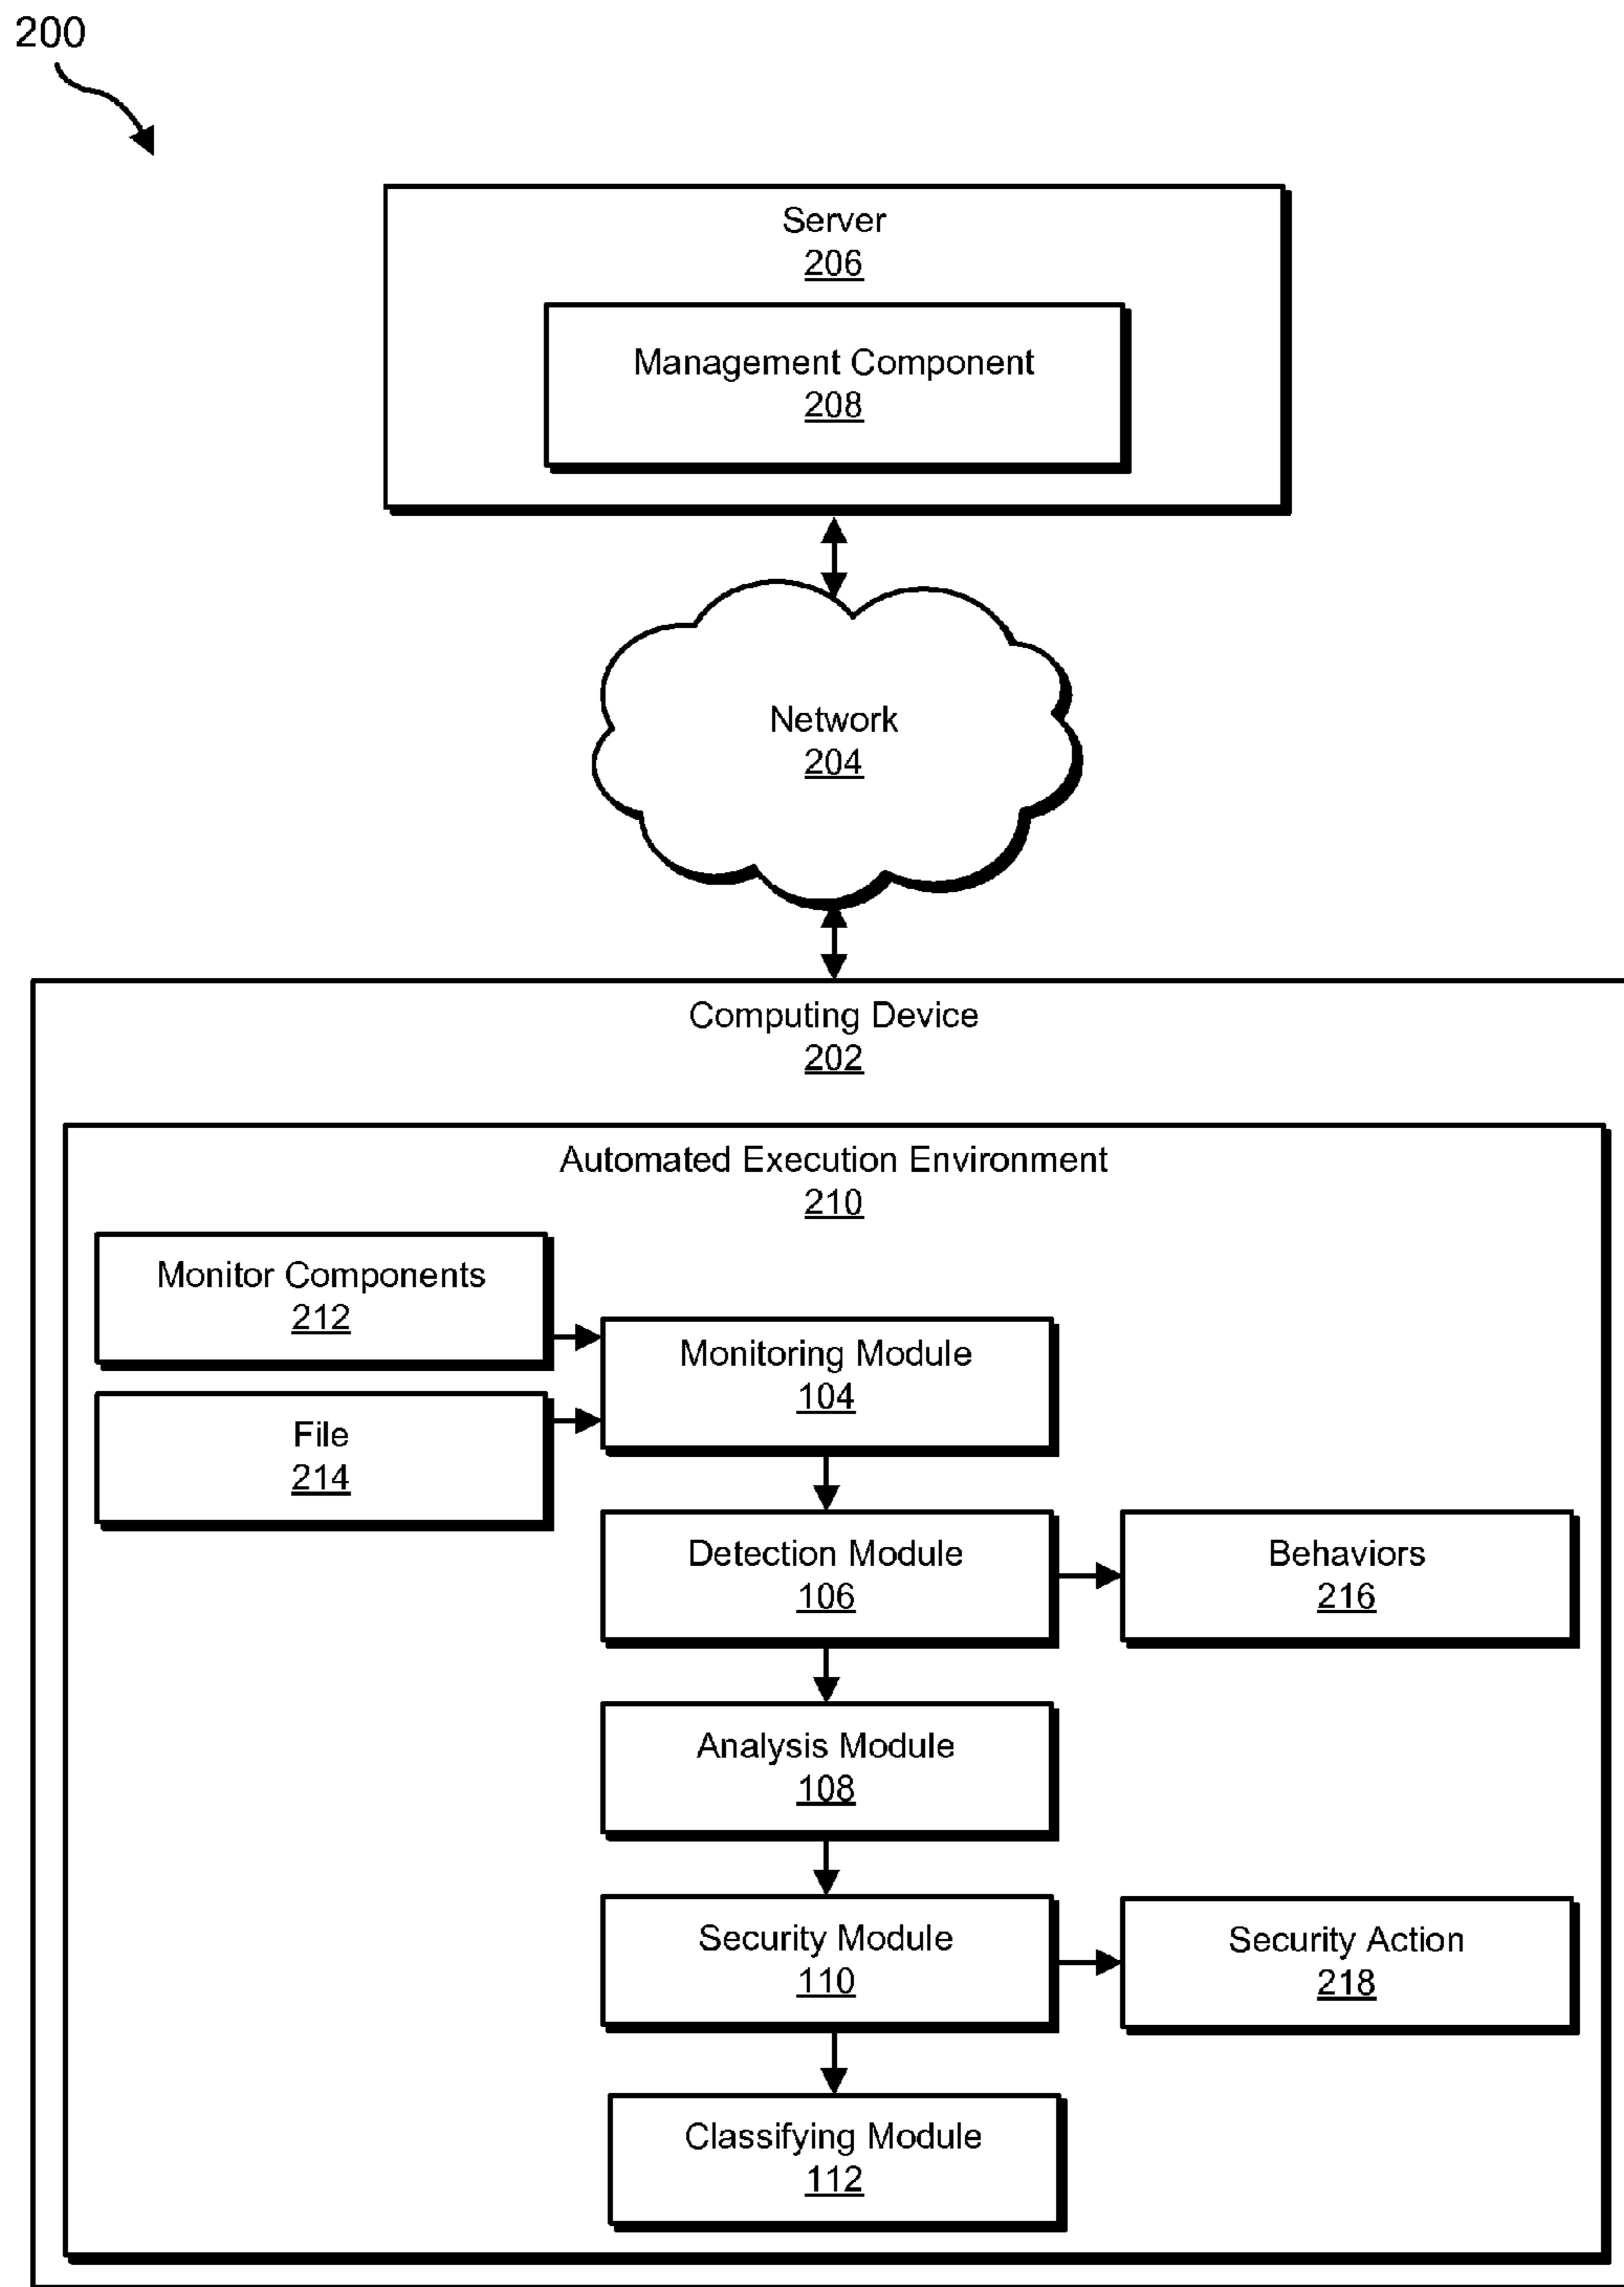 200
Server
206
Management Component
208
Network
204
Computing Device
202
Automated Execution Environment
210
Monitor Components
212
Monitoring Module
104
File
214
Detection Module
106
Behaviors
216
Analysis Module
108
Security Module
110
Security Action
218
Classifying Module
112